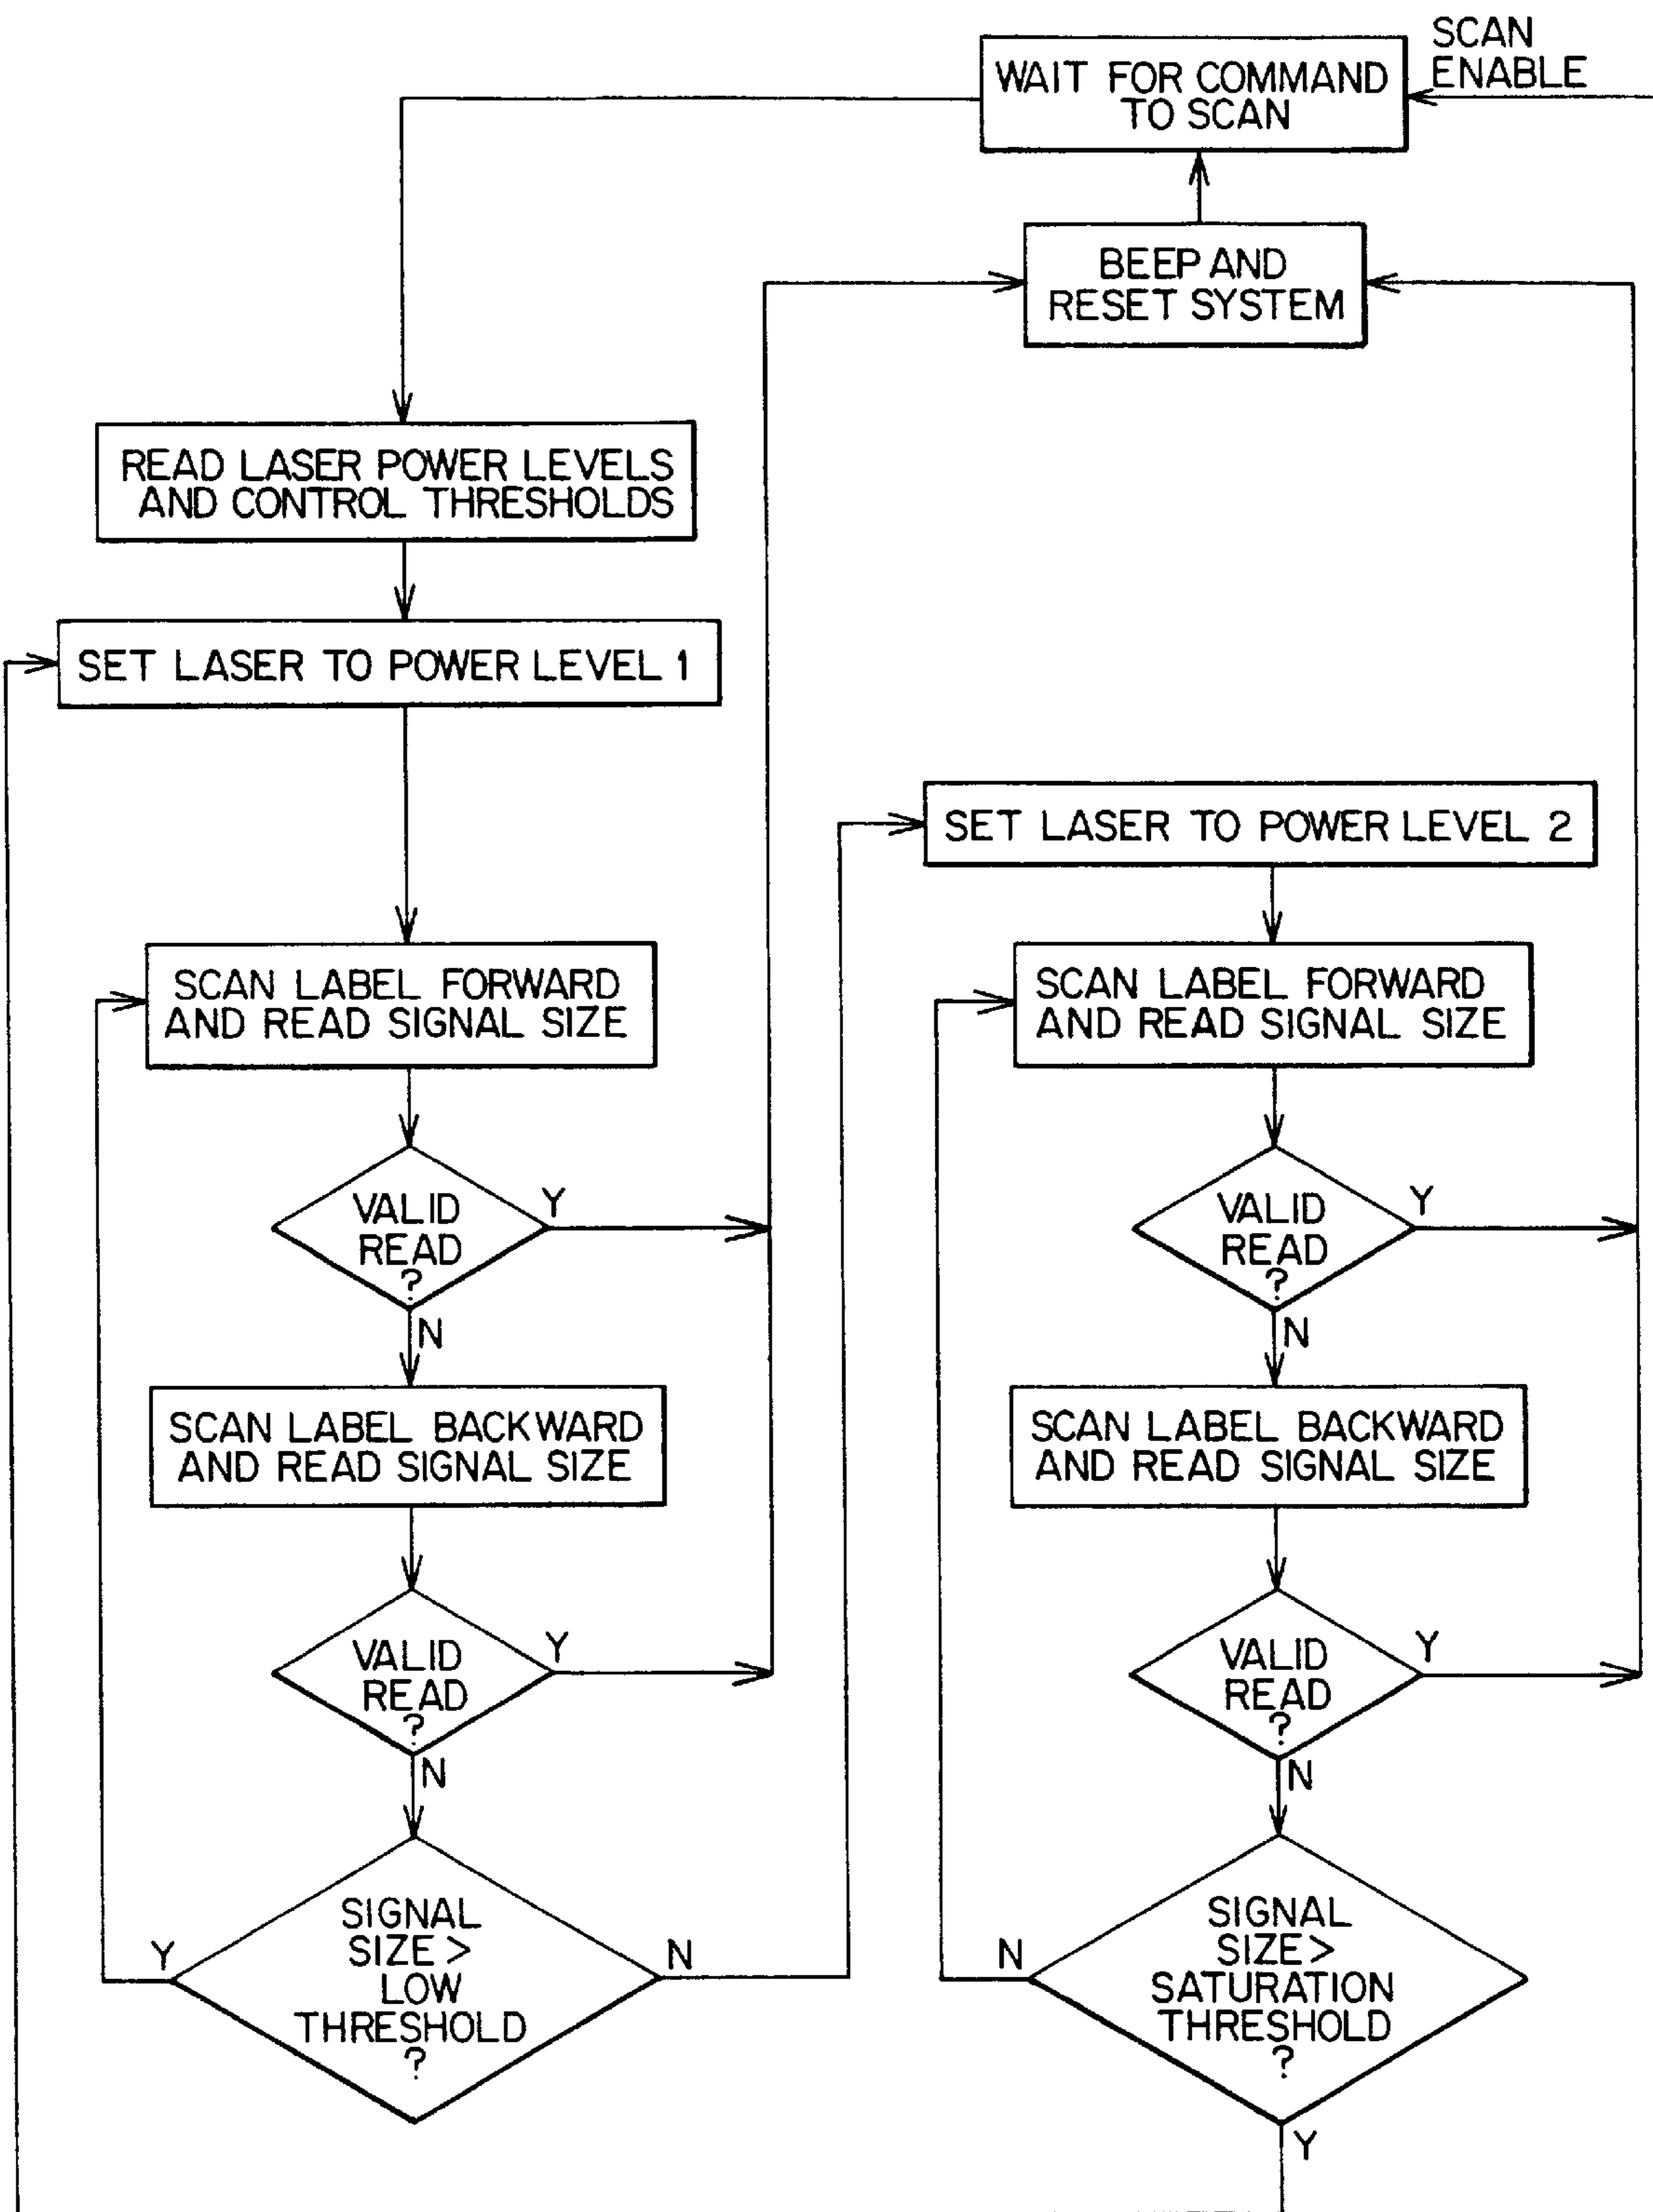 SCAN
ENABLE
WAIT FOR COMMAND
TO SCAN
BEEP AND
RESET SYSTEM
READ LASER POWER LEVELS
AND CONTROL THRESHOLDS
SET LASER TO POWER LEVEL 1
SCAN LABEL FORWARD
AND READ SIGNAL SIZE
VALID
READ
?
Y
N
SCAN LABEL BACKWARD
AND READ SIGNAL SIZE
VALID
READ
?
Y
N
SIGNAL
SIZE >
LOW
THRESHOLD
?
Y
N
SET LASER TO POWER LEVEL 2
SCAN LABEL FORWARD
AND READ SIGNAL SIZE
VALID
READ
?
Y
N
SCAN LABEL BACKWARD
AND READ SIGNAL SIZE
VALID
READ
?
Y
N
SIGNAL
SIZE >
SATURATION
THRESHOLD
?
N
Y